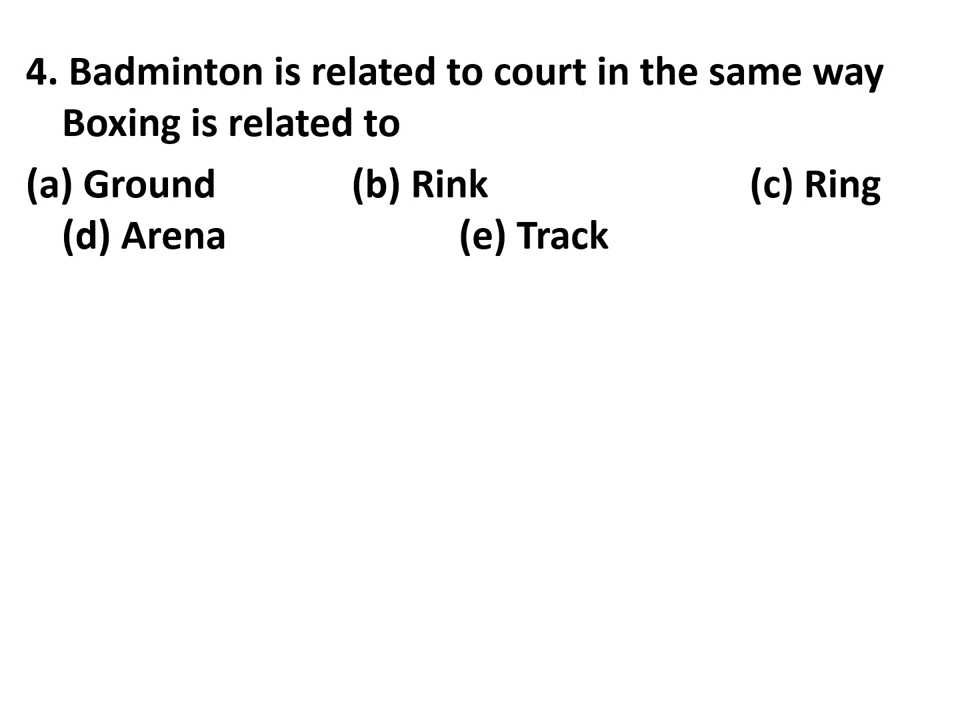 4. Badminton is related to court in the same way
Boxing is related to
(a) Ground (b) Rink (c) Ring
(d) Arena (e) Track